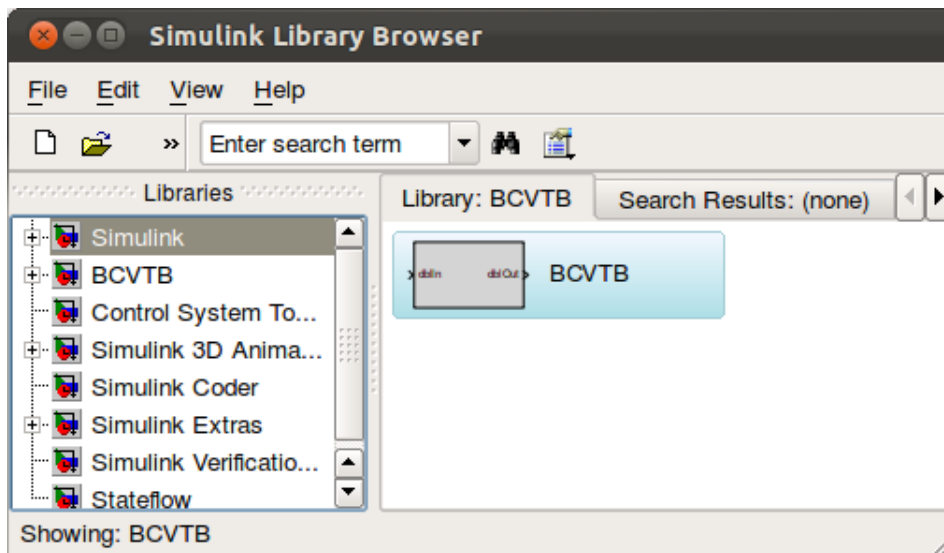 Simulink Library Browser
File Edit View Help
» Enter search term
Libraries
Library: BCVTB Search Results: (none)
Simulink
BCVTB
Control System To...
Simulink 3D Anima...
Simulink Coder
Simulink Extras
Simulink Verificatio...
Stateflow
dblIn dblOut BCVTB
Showing: BCVTB